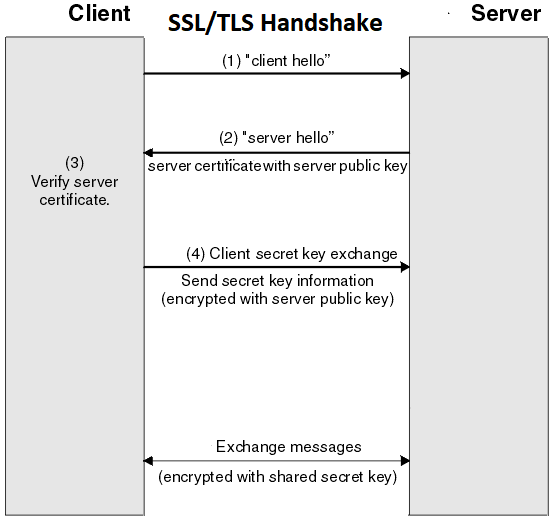 Client
SSL/TLS Handshake
Server
(1) "client hello"
(2) "server hello"
server certificate with server public key
(3)
Verify server
certificate.
(4) Client secret key exchange
Send secret key information
(encrypted with server public key)
Exchange messages
(encrypted with shared secret key)